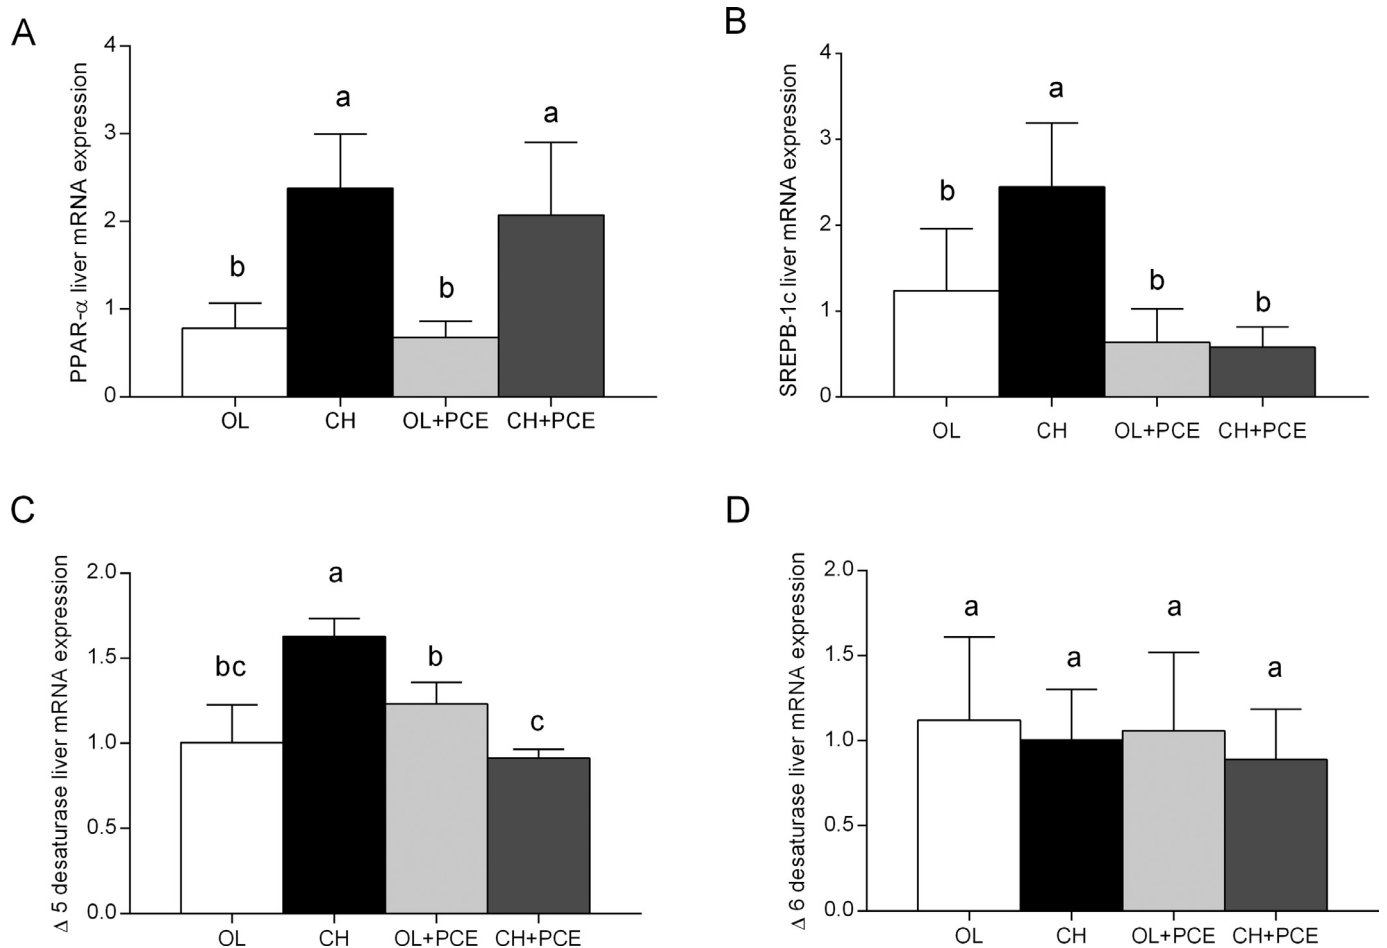 A
PPAR-α liver mRNA expression
4
3
2
1
0
b
a
b
a
OL
CH
OL+PCE
CH+PCE
B
SREPB-1c liver mRNA expression
4
3
2
1
0
b
a
b
b
OL
CH
OL+PCE
CH+PCE
C
Δ 5 desaturase liver mRNA expression
2.0
1.5
1.0
0.5
0.0
bc
a
b
c
OL
CH
OL+PCE
CH+PCE
D
Δ 6 desaturase liver mRNA expression
2.0
1.5
1.0
0.5
0.0
a
a
a
a
OL
CH
OL+PCE
CH+PCE